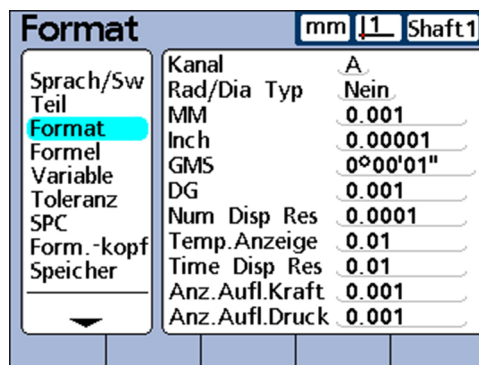 Format
mm 1 Shaft1
Sprach/Sw
Teil
Format
Formel
Variable
Toleranz
SPC
Form.-kopf
Speicher
Kanal A
Rad/Dia Typ Nein
MM 0.001
Inch 0.00001
GMS 0°00'01"
DG 0.001
Num Disp Res 0.0001
Temp.Anzeige 0.01
Time Disp Res 0.01
Anz.Aufl.Kraft 0.001
Anz.Aufl.Druck 0.001